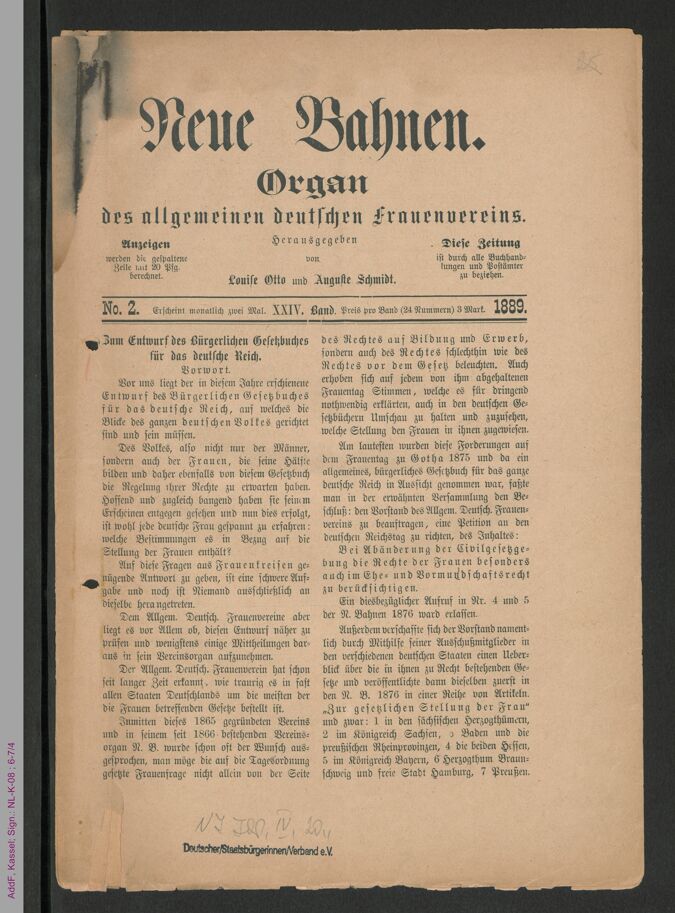 Neue Bahnen.
Organ
des allgemeinen deutschen Frauenvereins.
Anzeigen
werden die gespaltene
Zeile mit 20 Pfg.
berechnet.
Herausgegeben
von
Louise Otto und Auguste Schmidt.
Diese Zeitung
ist durch alle Buchhand-
lungen und Postämter
zu beziehen.
No. 2. Erscheint monatlich zwei Mal. XXIV. Band. Preis pro Band (24 Nummern) 3 Mark. 1889.
Zum Entwurf des Bürgerlichen Gesetzbuches
für das deutsche Reich.
Vorwort.
Vor uns liegt der in diesem Jahre erschienene
Entwurf des Bürgerlichen Gesetzbuches
für das deutsche Reich, auf welches die
Blicke des ganzen deutschen Volkes gerichtet
sind und sein müssen.
Des Volkes, also nicht nur der Männer,
sondern auch der Frauen, die seine Hälfte
bilden und daher ebenfalls von diesem Gesetzbuch
die Regelung ihrer Rechte zu erwarten haben.
Hoffend und zugleich bangend haben sie seinem
Erscheinen entgegen gesehen und nun dies erfolgt,
ist wohl jede deutsche Frau gespannt zu erfahren:
welche Bestimmungen es in Bezug auf die
Stellung der Frauen enthält?
Auf diese Fragen aus Frauenkreisen ge-
nügende Antwort zu geben, ist eine schwere Auf-
gabe und noch ist Niemand ausschließlich an
dieselbe herangetreten.
Dem Allgem. Deutsch. Frauenvereine aber
liegt es vor Allem ob, diesen Entwurf näher zu
prüfen und wenigstens einige Mittheilungen dar-
aus in sein Vereinsorgan aufzunehmen.
Der Allgem. Deutsch. Frauenverein hat schon
seit langer Zeit erkannt, wie traurig es in fast
allen Staaten Deutschlands um die meisten der
die Frauen betreffenden Gesetze bestellt ist.
Inmitten dieses 1865 gegründeten Vereins
und in seinem seit 1866 bestehenden Vereins-
organ N. B. wurde schon oft der Wunsch aus-
gesprochen, man möge die auf die Tagesordnung
gesetzte Frauenfrage nicht allein von der Seite
des Rechtes auf Bildung und Erwerb,
sondern auch des Rechtes schlechthin wie des
Rechtes vor dem Gesetz beleuchten. Auch
erhoben sich auf jedem von ihm abgehaltenen
Frauentag Stimmen, welche es für dringend
nothwendig erklärten, auch in den deutschen Ge-
setzbüchern Umschau zu halten und zuzusehen,
welche Stellung den Frauen in ihnen zugewiesen.
Am lautesten wurden diese Forderungen auf
dem Frauentag zu Gotha 1875 und da ein
allgemeines, bürgerliches Gesetzbuch für das ganze
deutsche Reich in Aussicht genommen war, faßte
man in der erwähnten Versammlung den Be-
schluß: den Vorstand des Allgem. Deutsch. Frauen-
vereins zu beauftragen, eine Petition an den
deutschen Reichstag zu richten, des Inhaltes:
Bei Abänderung der Civilgesetzge-
bung die Rechte der Frauen besonders
auch im Ehe- und Vormundschaftsrecht
zu berücksichtigen.
Ein diesbezüglicher Aufruf in Nr. 4 und 5
der N. Bahnen 1876 ward erlassen.
Außerdem verschaffte sich der Vorstand nament-
lich durch Mithilfe seiner Ausschußmitglieder in
den verschiedenen deutschen Staaten einen Ueber-
blick über die in ihnen zu Recht bestehenden Ge-
setze und veröffentlichte dann dieselben zuerst in
den N. B. 1876 in einer Reihe von Artikeln.
„Zur gesetzlichen Stellung der Frau"
und zwar: 1 in den sächsischen Herzogthümern,
2 im Königreich Sachsen, 3 Baden und die
preußischen Rheinprovinzen, 4 die beiden Hessen,
5 im Königreich Bayern, 6 Herzogthum Braun-
schweig und freie Stadt Hamburg, 7 Preußen.
Deutscher/Staatsbürgerinnen/Verband e.V.
AddF, Kassel; Sign.: NL-K-08 ; 6-7/4